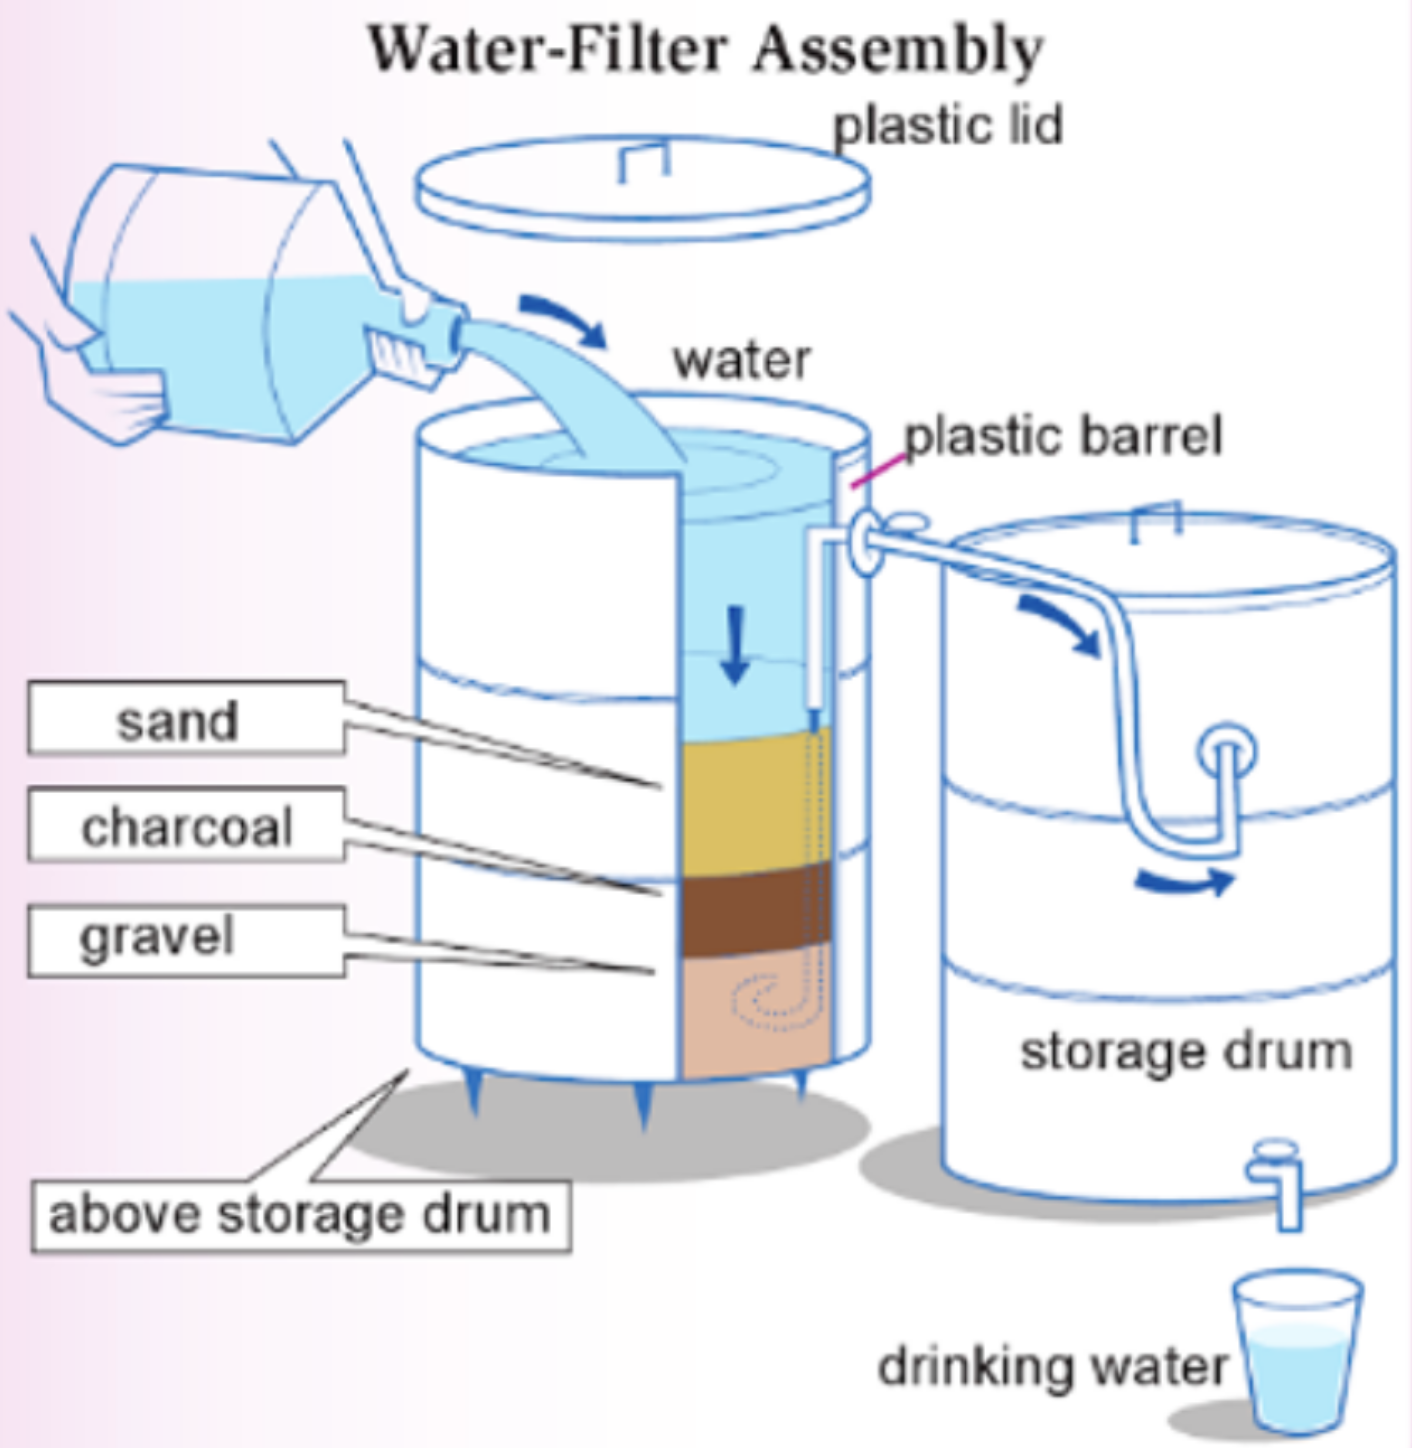 Water-Filter Assembly
plastic lid
water
plastic barrel
sand
charcoal
gravel
storage drum
above storage drum
drinking water